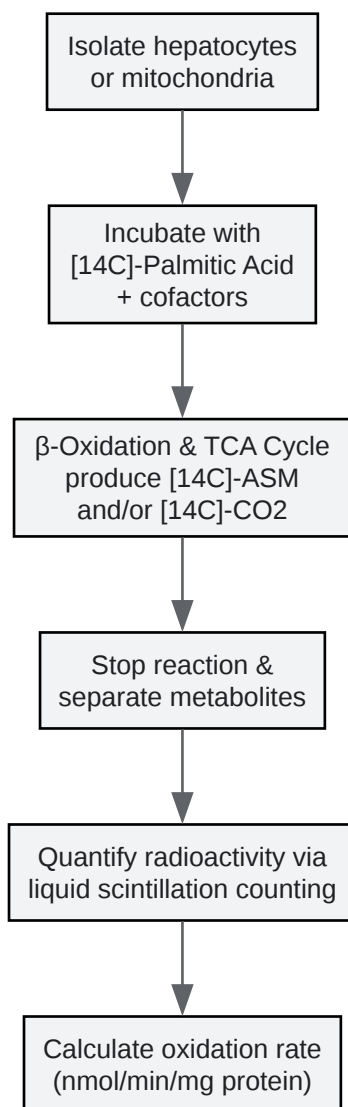 Isolate hepatocytes
or mitochondria
Incubate with
[14C]-Palmitic Acid
+ cofactors
β-Oxidation & TCA Cycle
produce [14C]-ASM
and/or [14C]-CO2
Stop reaction &
separate metabolites
Quantify radioactivity via
liquid scintillation counting
Calculate oxidation rate
(nmol/min/mg protein)